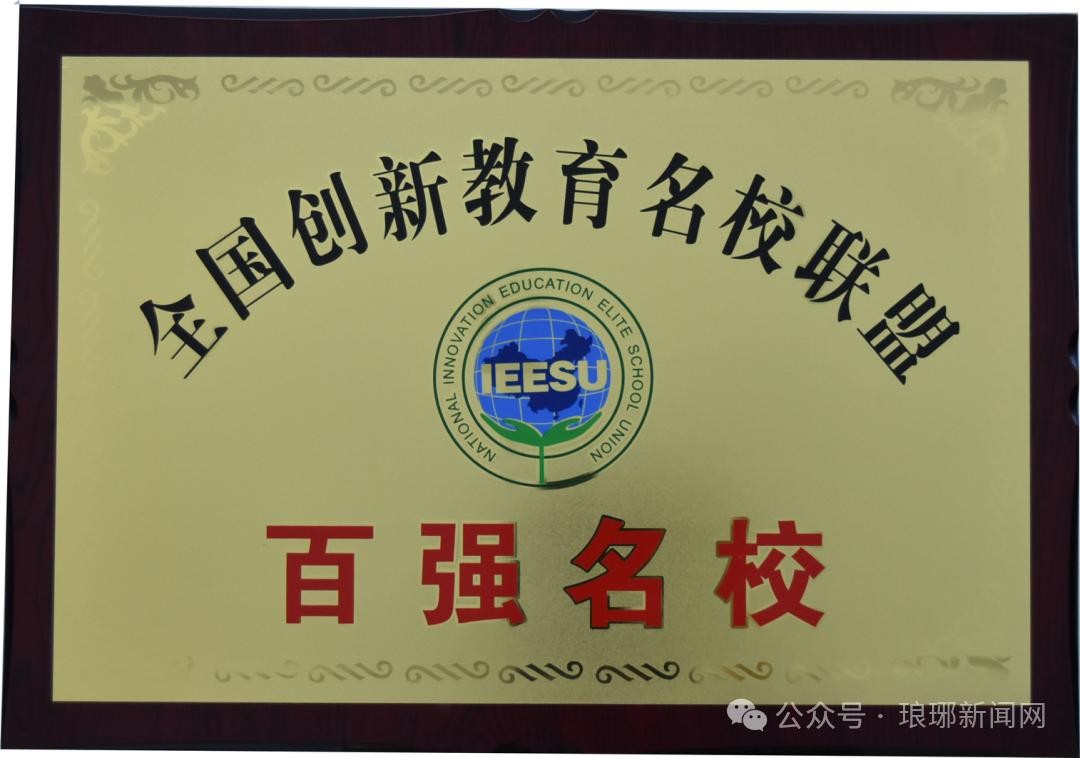 全国创新教育名校联盟
NATIONAL INNOVATION EDUCATION ELITE SCHOOL UNION
IEESU
百强名校
公众号·琅琊新闻网